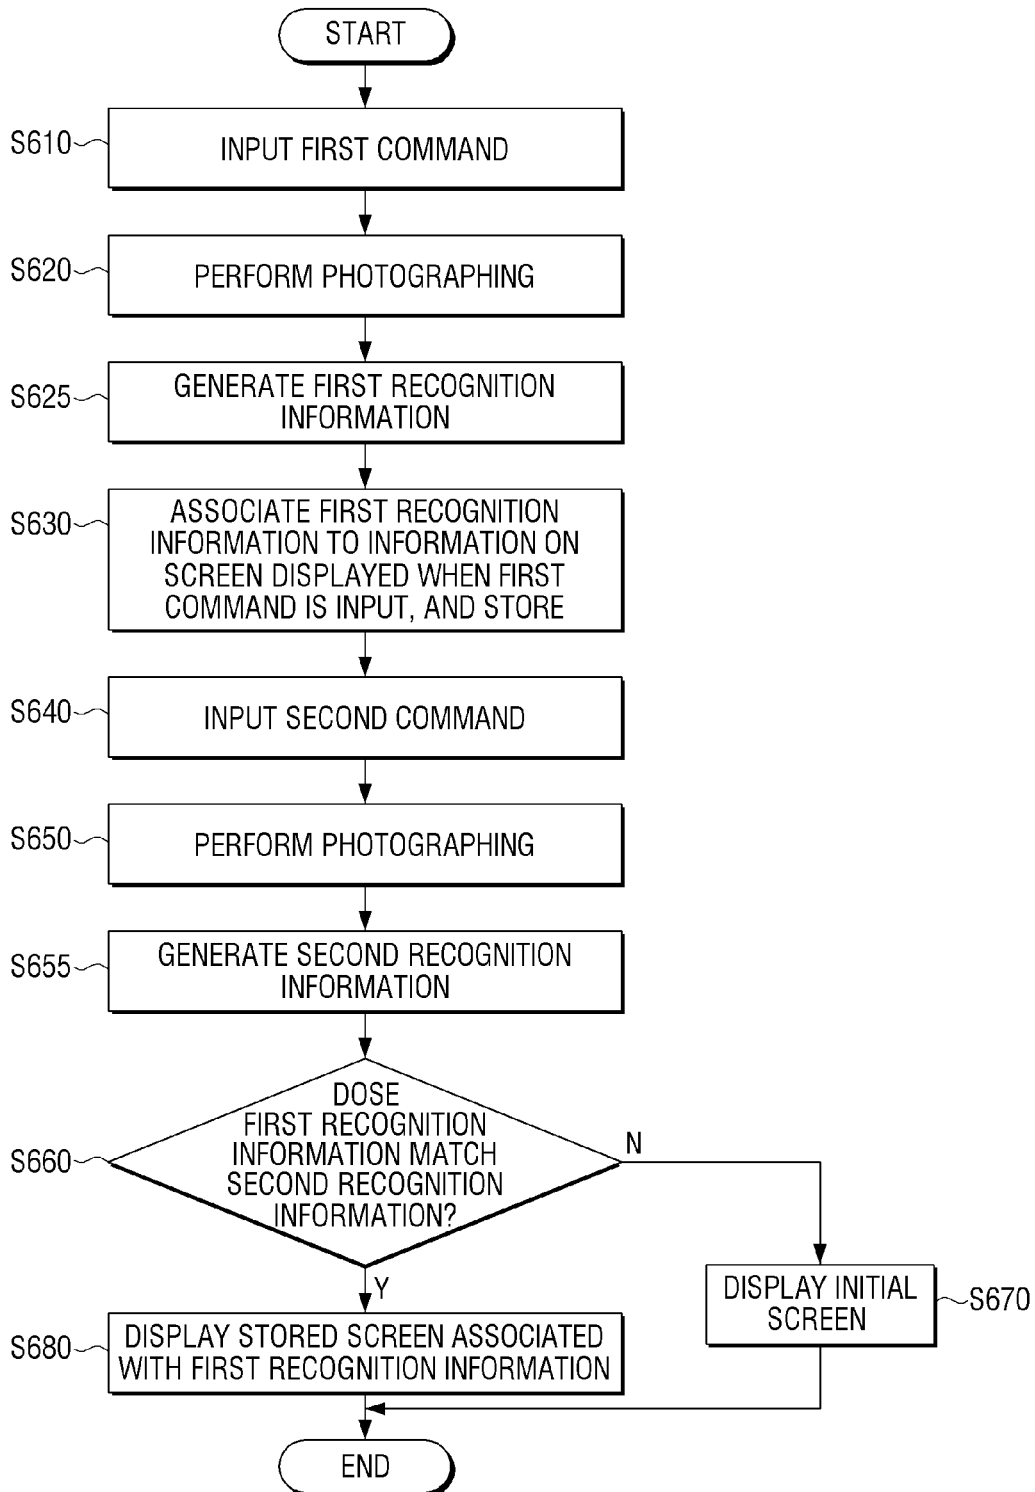 START
S610
INPUT FIRST COMMAND
S620
PERFORM PHOTOGRAPHING
S625
GENERATE FIRST RECOGNITION
INFORMATION
S630
ASSOCIATE FIRST RECOGNITION
INFORMATION TO INFORMATION ON
SCREEN DISPLAYED WHEN FIRST
COMMAND IS INPUT, AND STORE
S640
INPUT SECOND COMMAND
S650
PERFORM PHOTOGRAPHING
S655
GENERATE SECOND RECOGNITION
INFORMATION
S660
DOSE
FIRST RECOGNITION
INFORMATION MATCH
SECOND RECOGNITION
INFORMATION?
N
Y
DISPLAY INITIAL
SCREEN
S670
S680
DISPLAY STORED SCREEN ASSOCIATED
WITH FIRST RECOGNITION INFORMATION
END